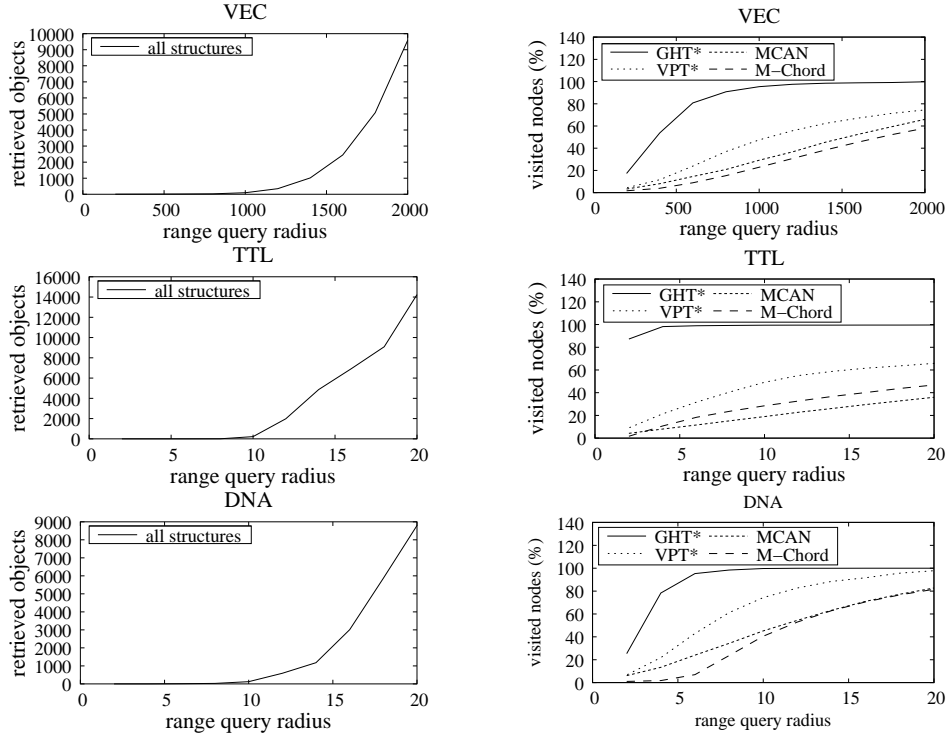 VEC
10000
9000
8000
7000
6000
5000
4000
3000
2000
1000
0
all structures
retrieved objects
0 500 1000 1500 2000
range query radius
VEC
140
120
100
80
60
40
20
0
GHT* MCAN
VPT* M−Chord
visited nodes (%)
0 500 1000 1500 2000
range query radius
TTL
16000
14000
12000
10000
8000
6000
4000
2000
0
all structures
retrieved objects
0 5 10 15 20
range query radius
TTL
140
120
100
80
60
40
20
0
GHT* MCAN
VPT* M−Chord
visited nodes (%)
0 5 10 15 20
range query radius
DNA
9000
8000
7000
6000
5000
4000
3000
2000
1000
0
all structures
retrieved objects
0 5 10 15 20
range query radius
DNA
140
120
100
80
60
40
20
0
GHT* MCAN
VPT* M−Chord
visited nodes (%)
0 5 10 15 20
range query radius